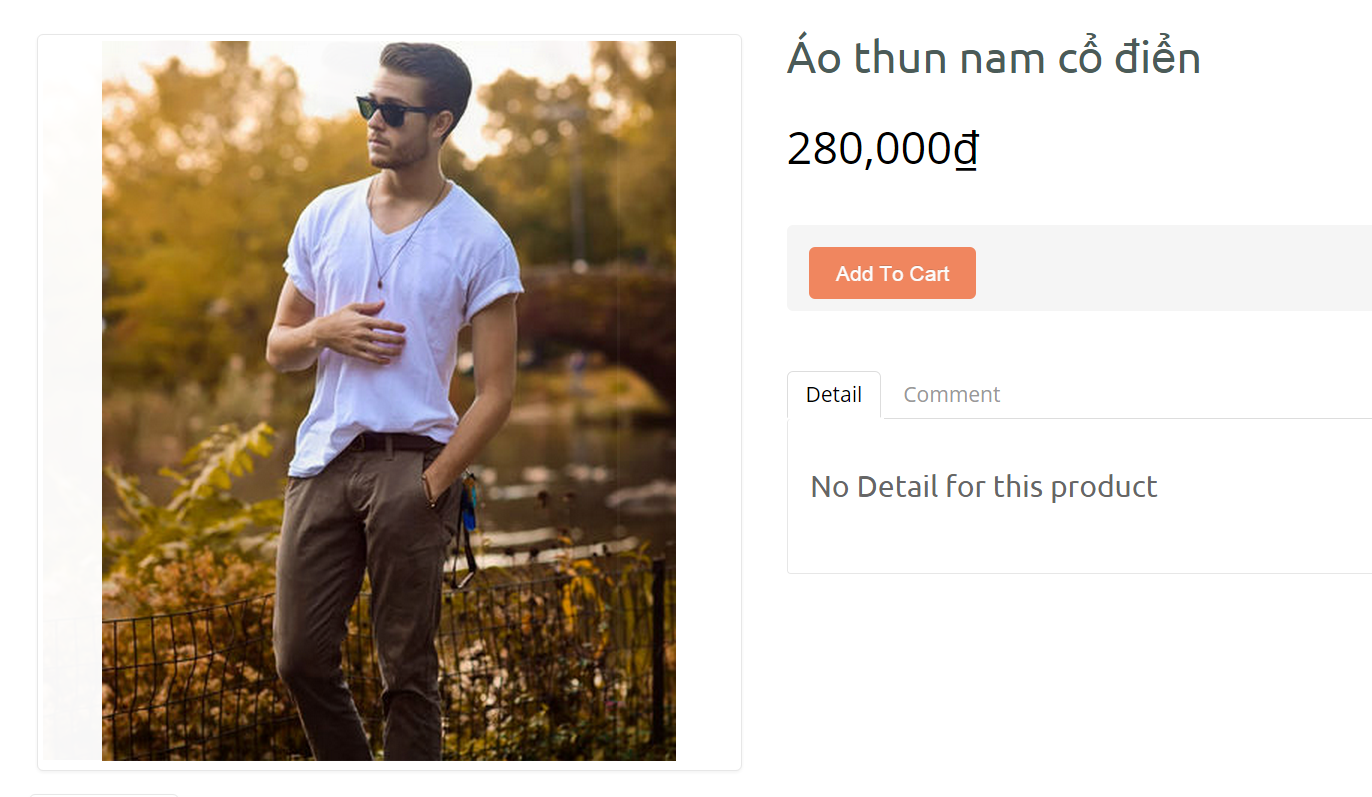 Áo thun nam cổ điển
280,000₫
Add To Cart
Detail
Comment
No Detail for this product